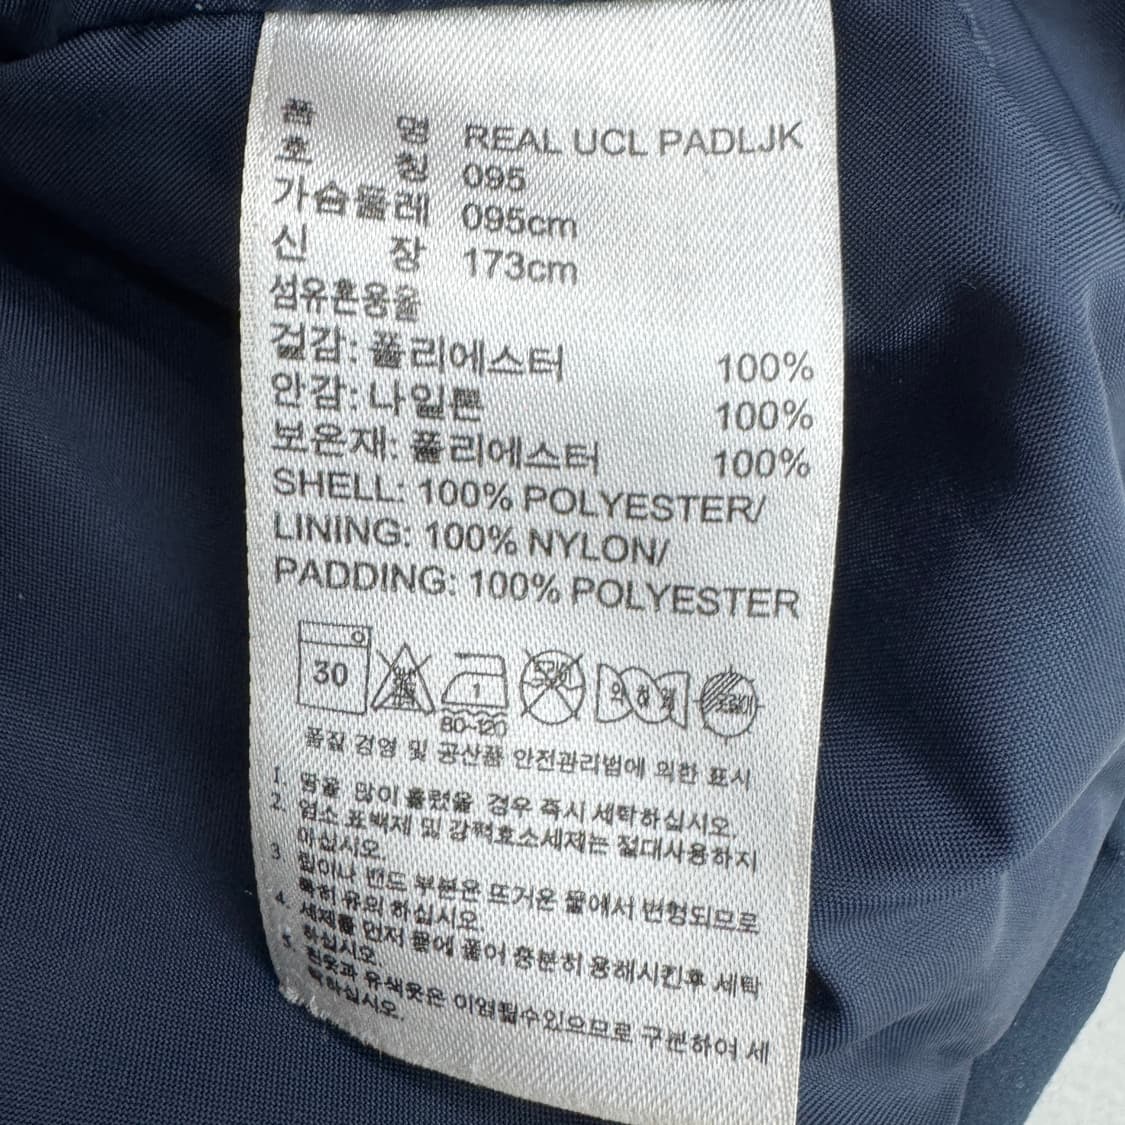 품 명 REAL UCL PADLJK
호 칭 095
가슴둘레 095cm
신 장 173cm
섬유혼용율
겉감: 폴리에스터 100%
안감: 나일론 100%
보온재: 폴리에스터 100%
SHELL: 100% POLYESTER/
LINING: 100% NYLON/
PADDING: 100% POLYESTER
30
1
80~120
품질 경영 및 공산품 안전관리법에 의한 표시
1. 땀을 많이 흘렸을 경우 즉시 세탁하십시오.
2. 염소 표백제 및 강력효소세제는 절대사용하지
마십시오.
3 팁이나 밴드 부분은 뜨거운 물에서 변형되므로
특히 유의 하십시오.
4. 세제를 먼저 물에 풀어 충분히 용해시킨후 세탁
하십시오
5. 흰옷과 유색옷은 이염될수있으므로 구분하여 세
탁하십시오.